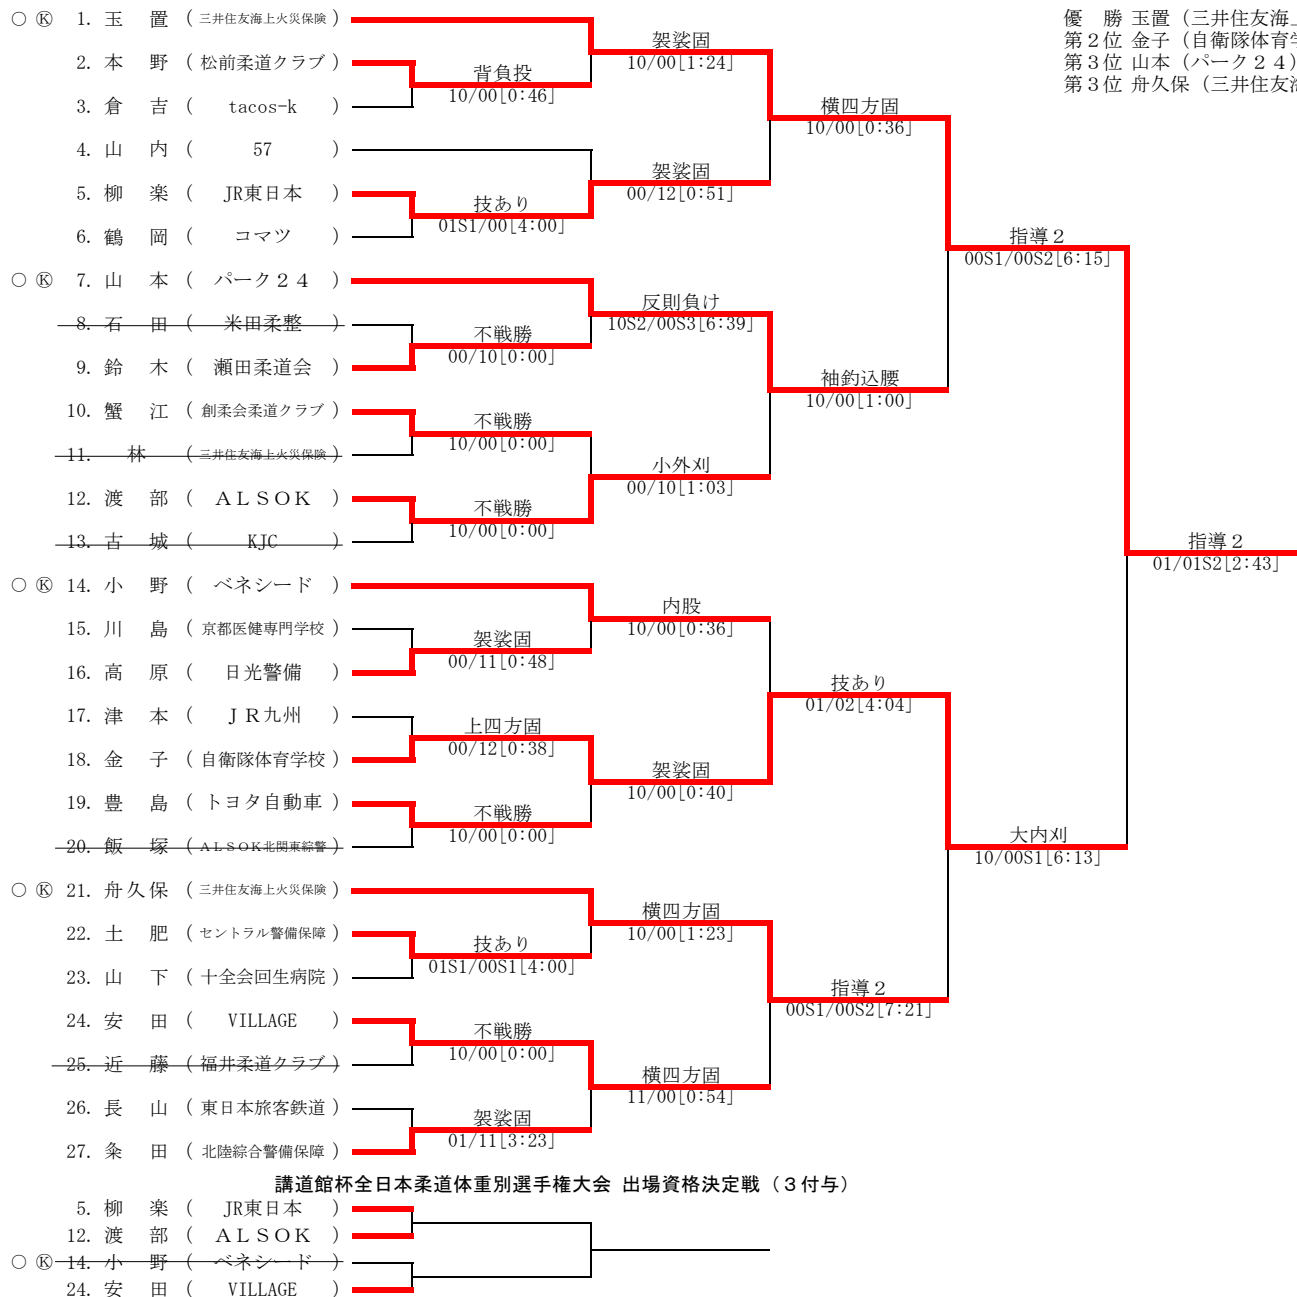 ○ Ⓚ 1. 玉 置 ( 三井住友海上火災保険 )
優 勝 玉置 (三井住友海上
袈裟固
10/00[1:24]
第2位 金子 (自衛隊体育学
2. 本 野 ( 松前柔道クラブ )
第3位 山本 (パーク24)
背負投
10/00[0:46]
第3位 舟久保 (三井住友海
3. 倉 吉 ( tacos-k )
横四方固
10/00[0:36]
4. 山 内 ( 57 )
袈裟固
00/12[0:51]
5. 柳 楽 ( JR東日本 )
技あり
01S1/00[4:00]
6. 鶴 岡 ( コマツ )
指導2
00S1/00S2[6:15]
○ Ⓚ 7. 山 本 ( パーク24 )
反則負け
10S2/00S3[6:39]
8. 石 田 ( 米田柔整 )
不戦勝
00/10[0:00]
9. 鈴 木 ( 瀬田柔道会 )
袖釣込腰
10/00[1:00]
10. 蟹 江 ( 創柔会柔道クラブ )
不戦勝
10/00[0:00]
11. 林 ( 三井住友海上火災保険 )
小外刈
00/10[1:03]
12. 渡 部 ( ALSOK )
不戦勝
10/00[0:00]
13. 古 城 ( KJC )
指導2
01/01S2[2:43]
○ Ⓚ 14. 小 野 ( ベネシード )
内股
10/00[0:36]
15. 川 島 ( 京都医健専門学校 )
袈裟固
00/11[0:48]
16. 高 原 ( 日光警備 )
技あり
01/02[4:04]
17. 津 本 ( JR九州 )
上四方固
00/12[0:38]
18. 金 子 ( 自衛隊体育学校 )
袈裟固
10/00[0:40]
19. 豊 島 ( トヨタ自動車 )
不戦勝
10/00[0:00]
20. 飯 塚 ( ALSOK北関東綜警 )
大内刈
10/00S1[6:13]
○ Ⓚ 21. 舟久保 ( 三井住友海上火災保険 )
横四方固
10/00[1:23]
22. 土 肥 ( セントラル警備保障 )
技あり
01S1/00S1[4:00]
23. 山 下 ( 十全会回生病院 )
指導2
00S1/00S2[7:21]
24. 安 田 ( VILLAGE )
不戦勝
10/00[0:00]
25. 近 藤 ( 福井柔道クラブ )
横四方固
11/00[0:54]
26. 長 山 ( 東日本旅客鉄道 )
袈裟固
01/11[3:23]
27. 粂 田 ( 北陸綜合警備保障 )
講道館杯全日本柔道体重別選手権大会 出場資格決定戦(3付与)
5. 柳 楽 ( JR東日本 )
12. 渡 部 ( ALSOK )
○ Ⓚ 14. 小 野 ( ベネシード )
24. 安 田 ( VILLAGE )